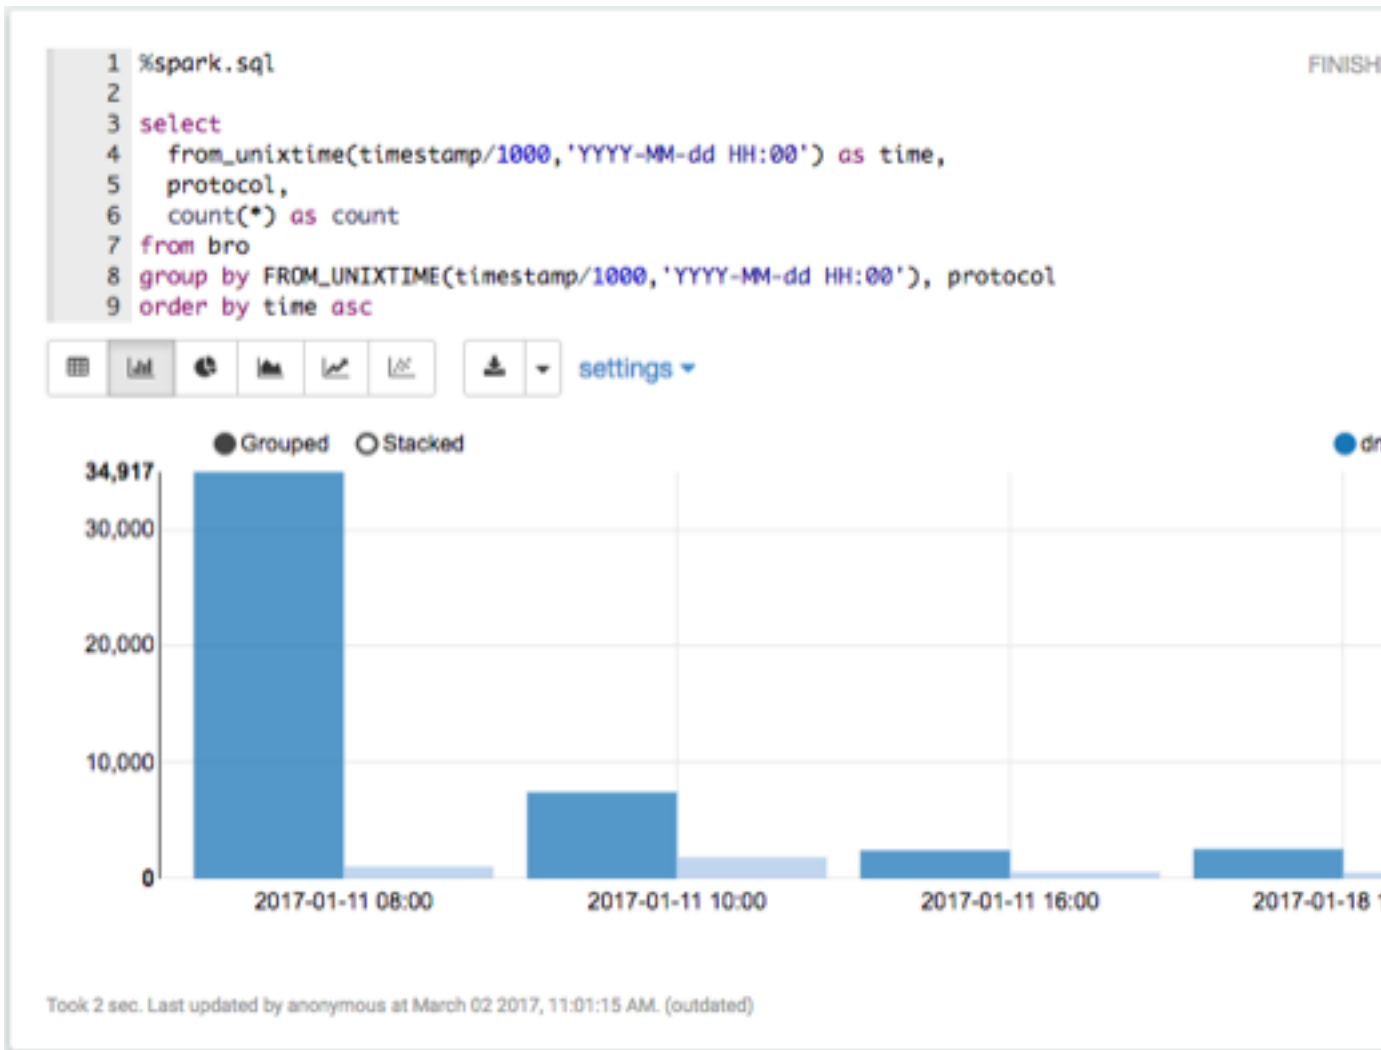 1 %spark.sql
FINISH
2
3 select
4 from_unixtime(timestamp/1000,'YYYY-MM-dd HH:00') as time,
5 protocol,
6 count(*) as count
7 from bro
8 group by FROM_UNIXTIME(timestamp/1000,'YYYY-MM-dd HH:00'), protocol
9 order by time asc
settings
Grouped Stacked
34,917
30,000
20,000
10,000
0
2017-01-11 08:00 2017-01-11 10:00 2017-01-11 16:00 2017-01-18
Took 2 sec. Last updated by anonymous at March 02 2017, 11:01:15 AM. (outdated)